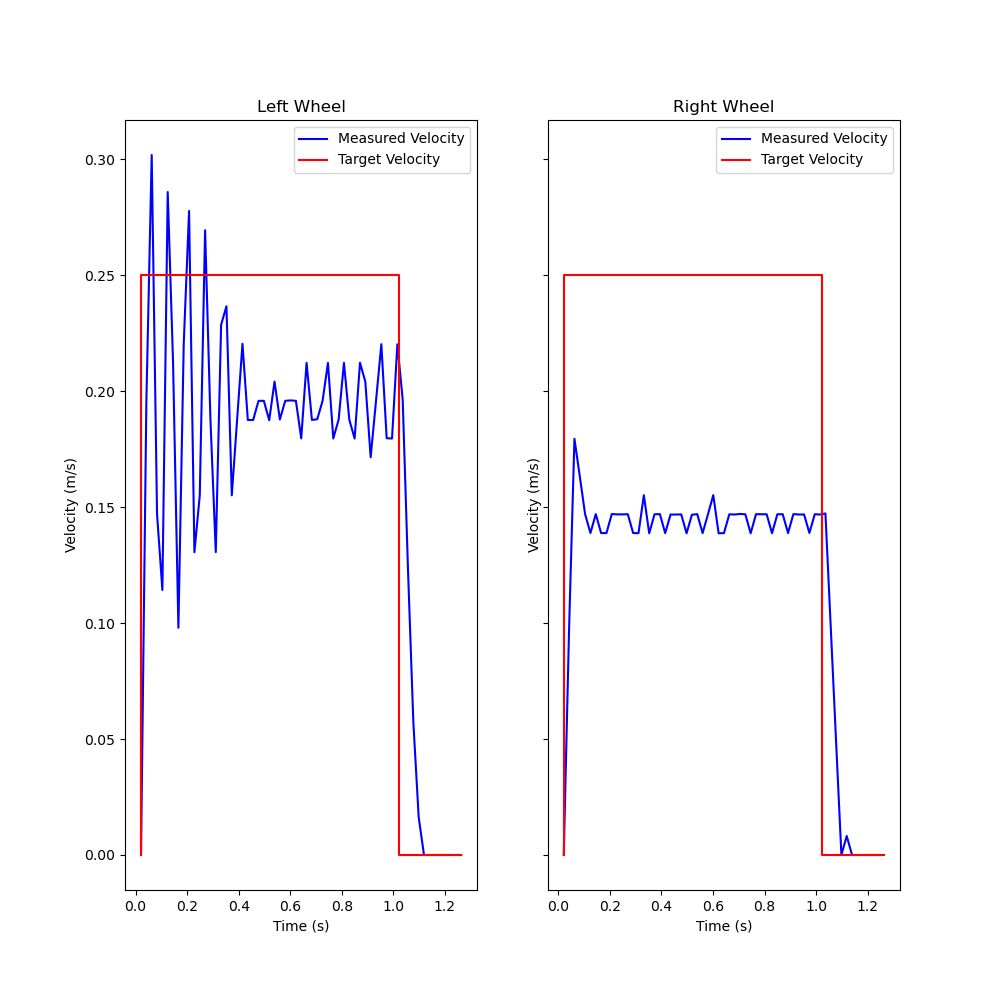 Left Wheel
Measured Velocity
Target Velocity
0.30
0.25
0.20
0.15
0.10
0.05
0.00
Velocity (m/s)
0.0 0.2 0.4 0.6 0.8 1.0 1.2
Time (s)
Right Wheel
Measured Velocity
Target Velocity
Velocity (m/s)
0.0 0.2 0.4 0.6 0.8 1.0 1.2
Time (s)